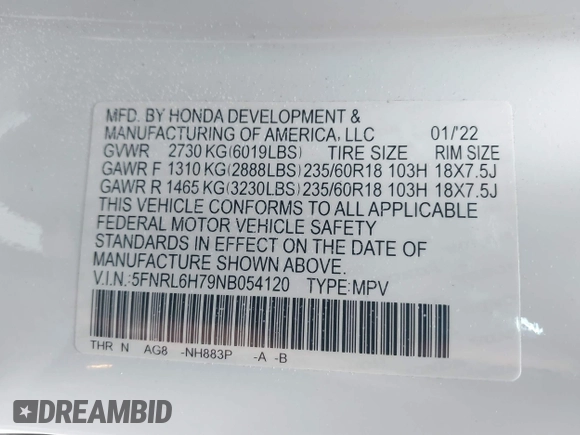 MFD. BY HONDA DEVELOPMENT &
MANUFACTURING OF AMERICA, LLC 01/'22
GVWR 2730 KG(6019LBS) TIRE SIZE RIM SIZE
GAWR F 1310 KG(2888LBS) 235/60R18 103H 18X7.5J
GAWR R 1465 KG(3230LBS) 235/60R18 103H 18X7.5J
THIS VEHICLE CONFORMS TO ALL APPLICABLE
FEDERAL MOTOR VEHICLE SAFETY
STANDARDS IN EFFECT ON THE DATE OF
MANUFACTURE SHOWN ABOVE.
V.I.N.:5FNRL6H79NB054120 TYPE: MPV
THR N AG8 -NH883P -A -B
DREAMBID